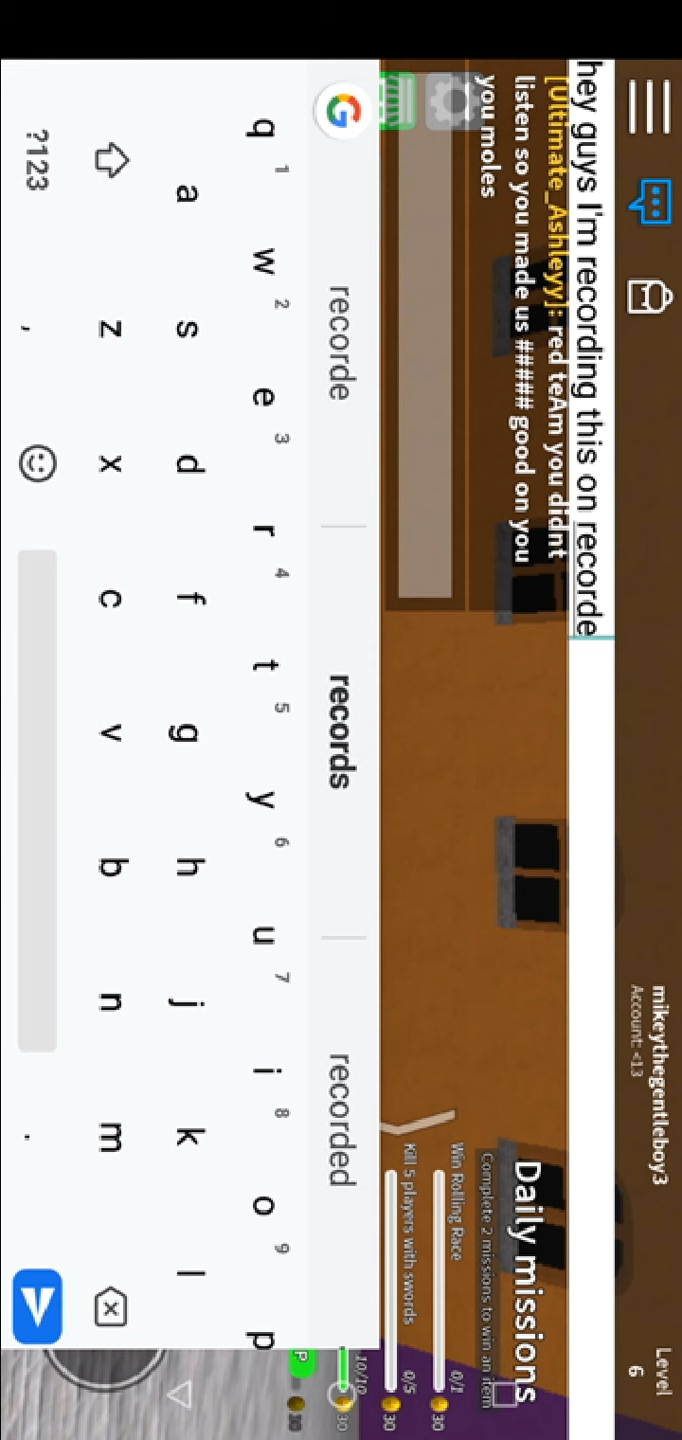 mikeythegentleboy3
Account: <13
Level
6
hey guys I'm recording this on recorde
[Ultimate_Ashleyy]: red teAm you didnt
listen so you made us ##### good on you
you moles
Daily missions
Complete 2 missions to win an item
Win Rolling Race
0/1
30
Kill 5 players with swords
0/5
30
10/10
30
P
30
recorde records recorded
q 1 w 2 e 3 r 4 t 5 y 6 u 7 i 8 o 9 p
a s d f g h j k l
z x c v b n m
?123 , .